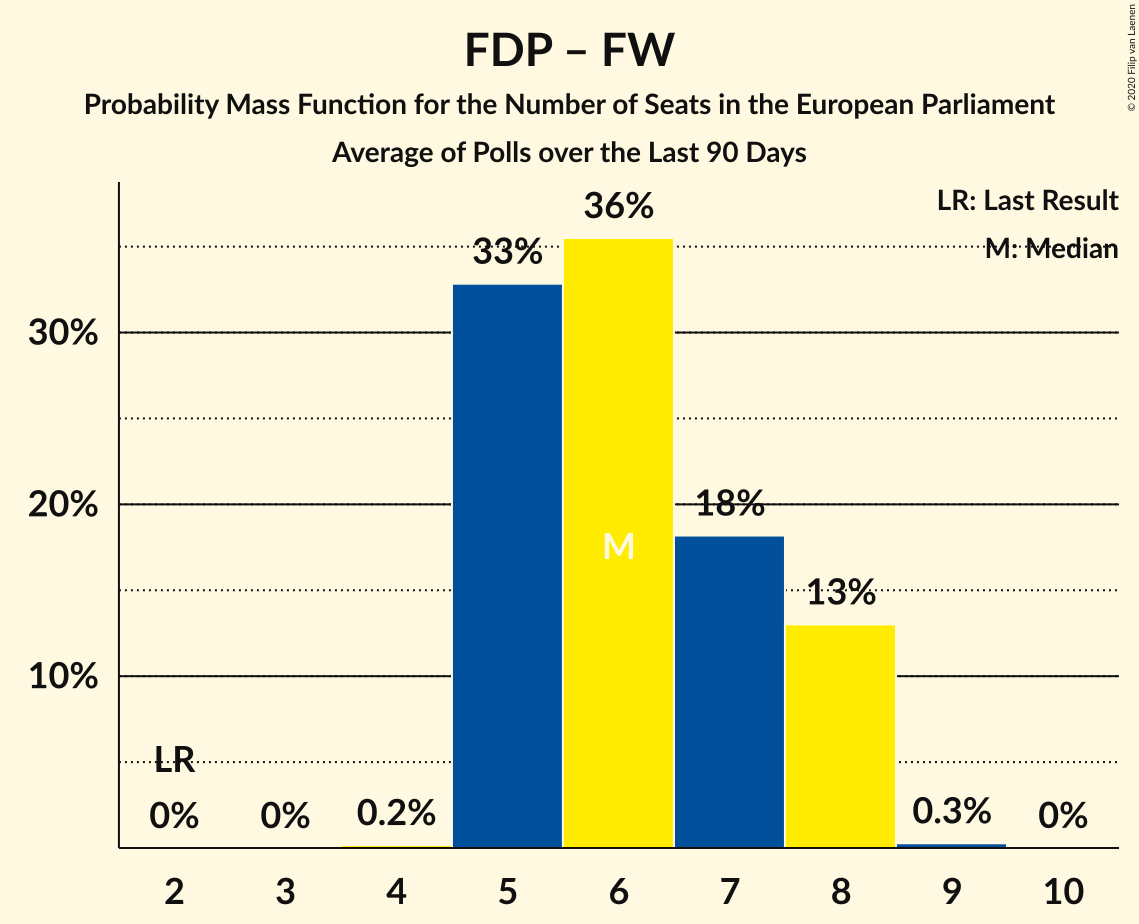 FDP – FW
Probability Mass Function for the Number of Seats in the European Parliament
Average of Polls over the Last 90 Days
© 2020 Filip van Laenen
LR: Last Result
M: Median
36%
33%
30%
20%
18%
M
13%
10%
LR
0%
0%
0.2%
0.3%
0%
2
3
4
5
6
7
8
9
10